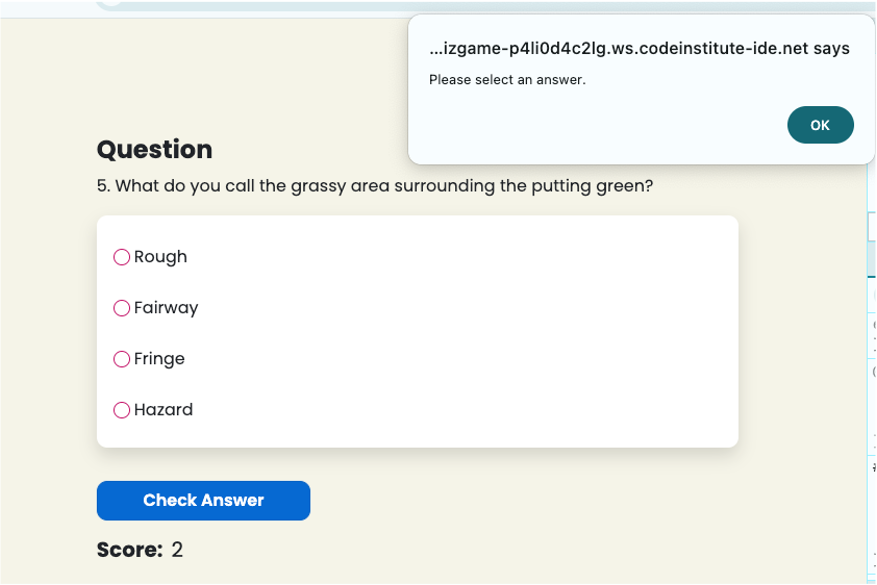 ...izgame-p4li0d4c2lg.ws.codeinstitute-ide.net says
Please select an answer.
OK
Question
5. What do you call the grassy area surrounding the putting green?
Rough
Fairway
Fringe
Hazard
Check Answer
Score: 2